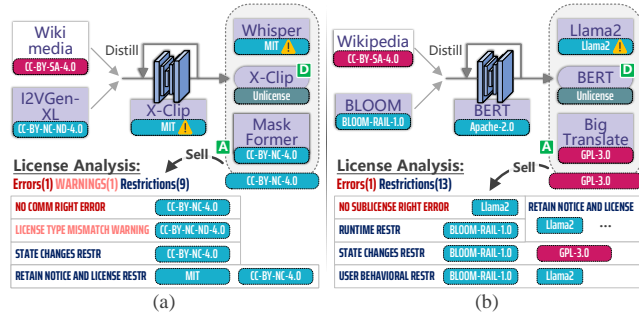 Wiki
media
CC-BY-SA-4.0
Distill
I2VGen-
XL
CC-BY-NC-ND-4.0
X-Clip
MIT
Whisper
MIT
D
X-Clip
Unlicense
Mask
Former
CC-BY-NC-4.0
A
Sell
CC-BY-NC-4.0
License Analysis:
Errors(1) WARNINGS(1) Restrictions(9)
NO COMM RIGHT ERROR CC-BY-NC-4.0
LICENSE TYPE MISMATCH WARNING CC-BY-NC-ND-4.0
STATE CHANGES RESTR CC-BY-NC-4.0
RETAIN NOTICE AND LICENSE RESTR MIT CC-BY-NC-4.0
(a)
Wikipedia
CC-BY-SA-4.0
Distill
BLOOM
BLOOM-RAIL-1.0
BERT
Apache-2.0
Llama2
Llama2
D
BERT
Unlicense
Big
Translate
GPL-3.0
A
Sell
GPL-3.0
License Analysis:
Errors(1) Restrictions(13)
NO SUBLICENSE RIGHT ERROR Llama2 RETAIN NOTICE AND LICENSE
RUNTIME RESTR BLOOM-RAIL-1.0 Llama2 ...
STATE CHANGES RESTR BLOOM-RAIL-1.0 GPL-3.0
USER BEHAVIORAL RESTR BLOOM-RAIL-1.0 Llama2
(b)